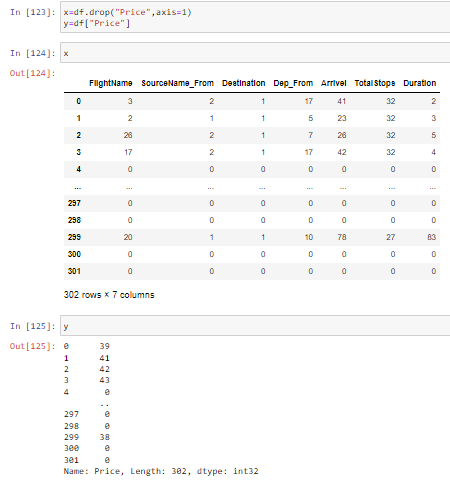 In [123]: x=df.drop("Price",axis=1)
y=df["Price"]
In [124]: x
Out[124]:
FlightName SourceName_From Destination Dep_From Arrivel TotalStops Duration
0 3 2 1 17 41 32 2
1 2 1 1 5 23 32 3
2 26 2 1 7 26 32 5
3 17 2 1 17 42 32 4
4 0 0 0 0 0 0 0
... ... ... ... ... ... ... ...
297 0 0 0 0 0 0 0
298 0 0 0 0 0 0 0
299 20 1 1 10 78 27 83
300 0 0 0 0 0 0 0
301 0 0 0 0 0 0 0
302 rows × 7 columns
In [125]: y
Out[125]: 0 39
1 41
2 42
3 43
4 0
..
297 0
298 0
299 38
300 0
301 0
Name: Price, Length: 302, dtype: int32